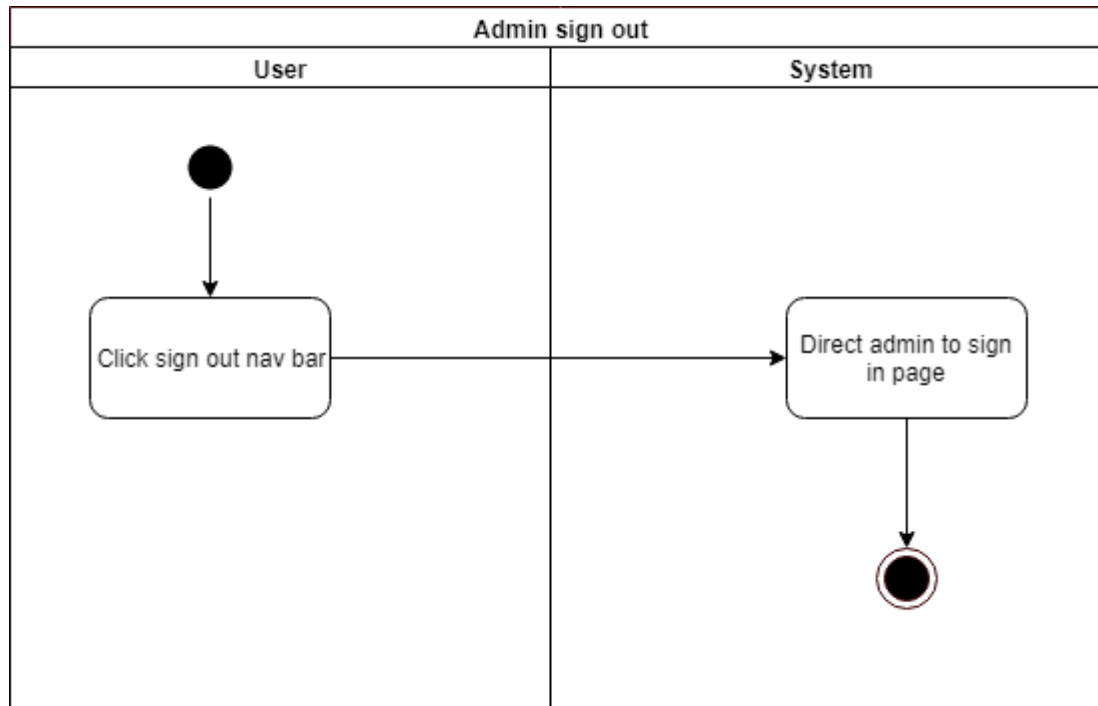 Admin sign out
User
System
Click sign out nav bar
Direct admin to sign
in page